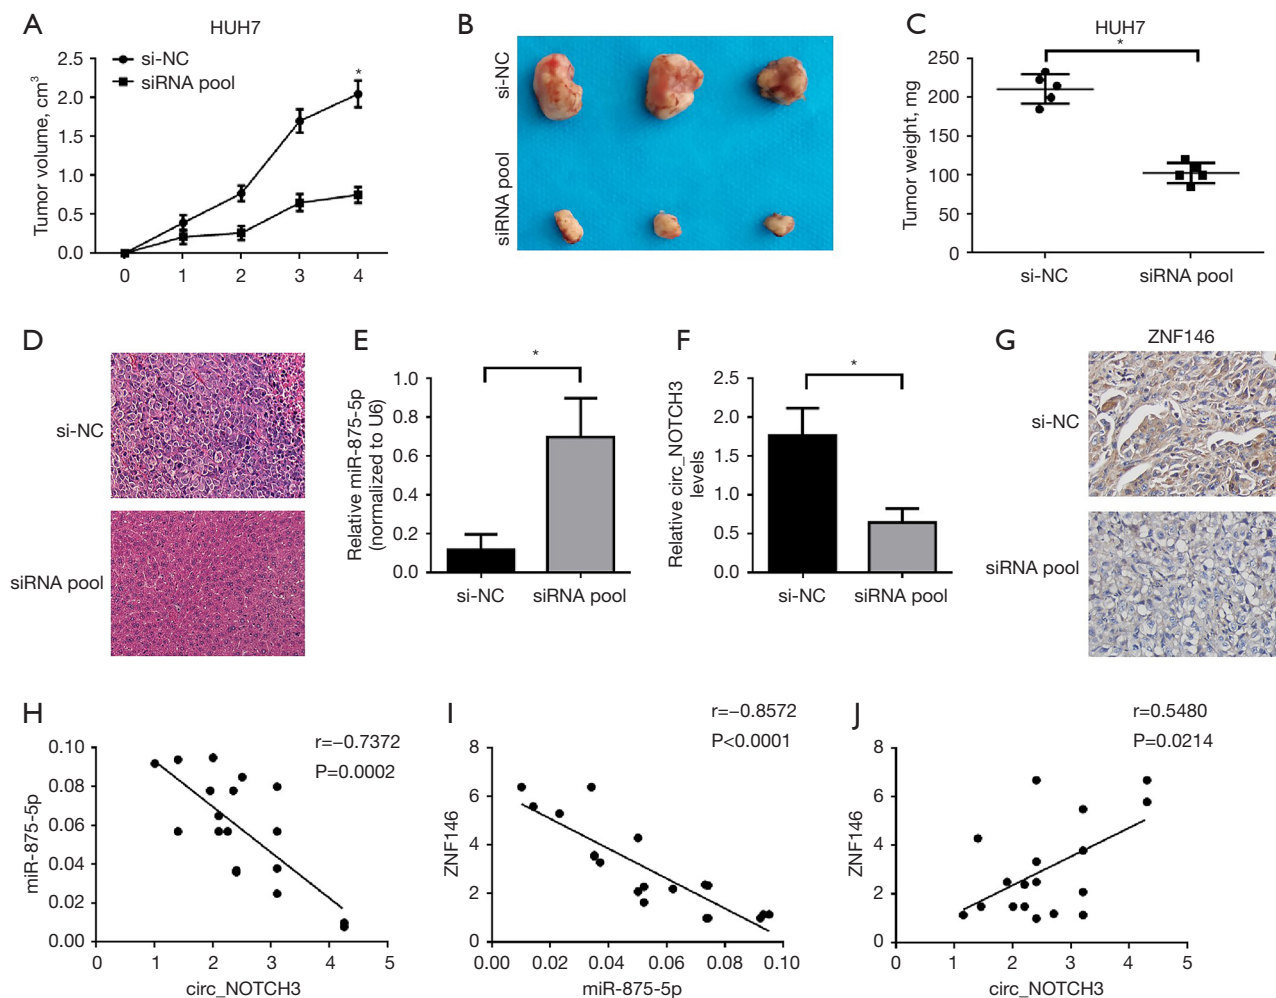 A
HUH7
si-NC
siRNA pool
*
Tumor volume, cm³
2.5
2.0
1.5
1.0
0.5
0.0
0 1 2 3 4
B
si-NC
siRNA pool
C
HUH7
*
Tumor weight, mg
250
200
150
100
50
0
si-NC siRNA pool
D
si-NC
siRNA pool
E
*
Relative miR-875-5p
(normalized to U6)
1.0
0.8
0.6
0.4
0.2
0.0
si-NC siRNA pool
F
*
Relative circ_NOTCH3
levels
2.5
2.0
1.5
1.0
0.5
0.0
si-NC siRNA pool
G
ZNF146
si-NC
siRNA pool
H
r=−0.7372
P=0.0002
miR-875-5p
0.10
0.08
0.06
0.04
0.02
0.00
0 1 2 3 4 5
circ_NOTCH3
I
r=−0.8572
P<0.0001
ZNF146
8
6
4
2
0
0.00 0.02 0.04 0.06 0.08 0.10
miR-875-5p
J
r=0.5480
P=0.0214
ZNF146
8
6
4
2
0
0 1 2 3 4 5
circ_NOTCH3